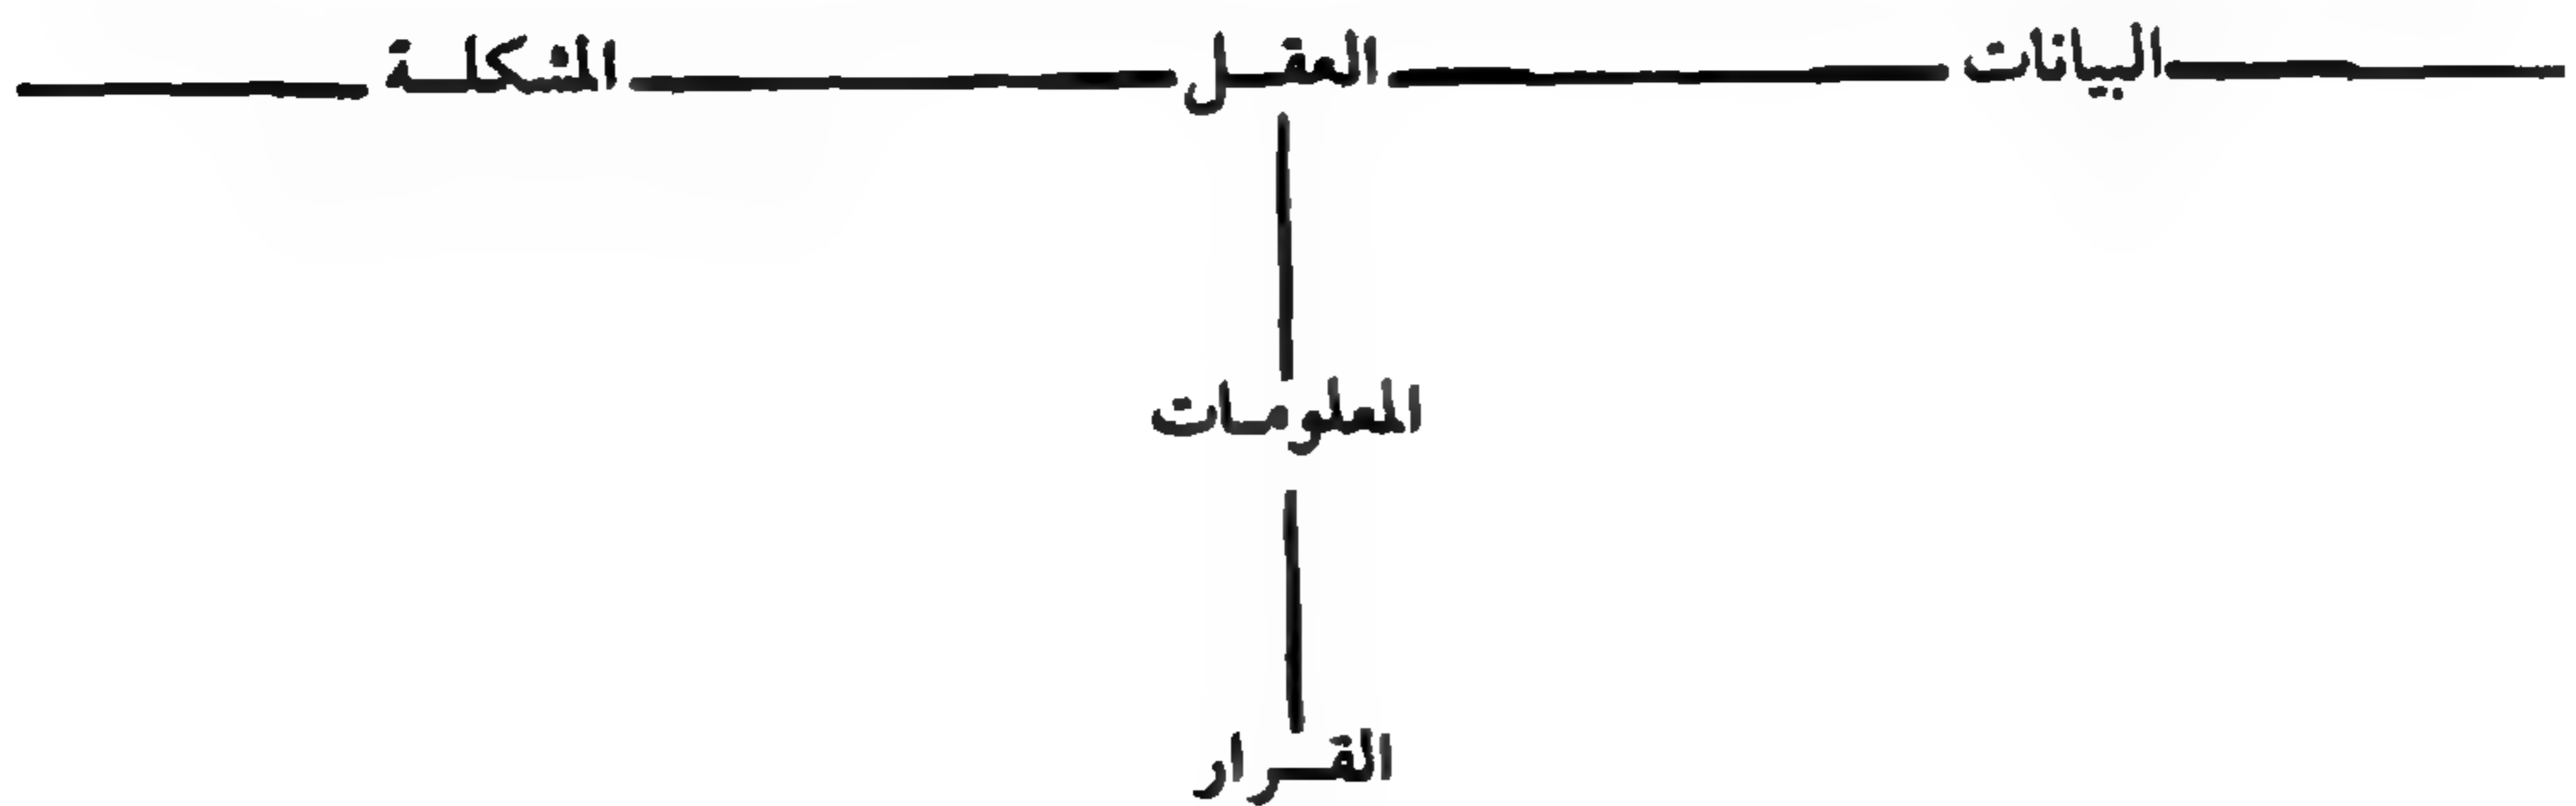 البيانات العقل المشكلة
المعلومات
القرار